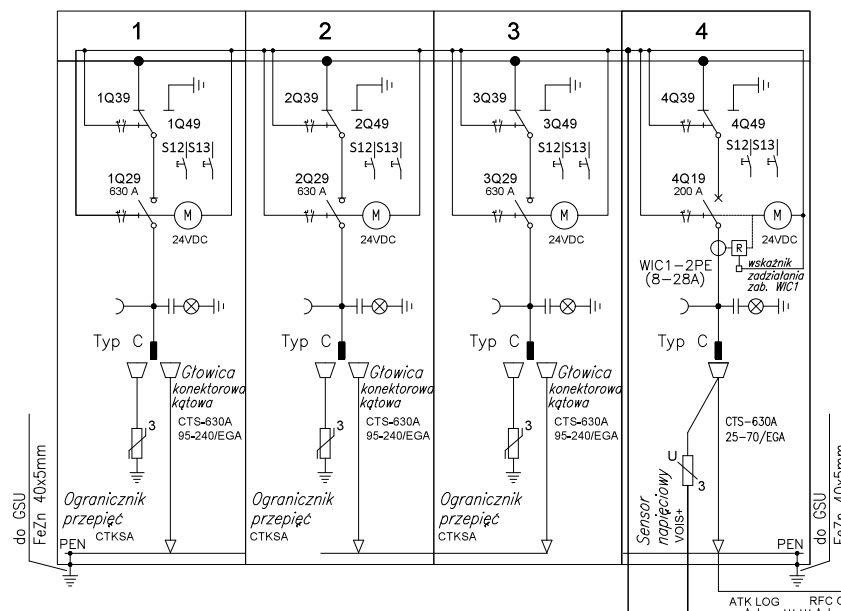 1
1Q39
1Q49
S12 S13
1Q29
630 A
M
24VDC
Typ C
Głowica
konektorowa
kątowa
3
CTS-630A
95-240/EGA
Ogranicznik
przepięć
CTKSA
PEN
do GSU
FeZn 40x5mm
2
2Q39
2Q49
S12 S13
2Q29
630 A
M
24VDC
Typ C
Głowica
konektorowa
kątowa
3
CTS-630A
95-240/EGA
Ogranicznik
przepięć
CTKSA
3
3Q39
3Q49
S12 S13
3Q29
630 A
M
24VDC
Typ C
Głowica
konektorowa
kątowa
3
CTS-630A
95-240/EGA
Ogranicznik
przepięć
CTKSA
4
4Q39
4Q49
S12 S13
4Q19
200 A
M
24VDC
R
WIC1-2PE
(8-28A)
wskaźnik
zadziałania
zab. WIC1
Typ C
CTS-630A
25-70/EGA
U
3
Sensor
napięciowy
VOIS+
PEN
do GSU
FeZn 40x5mm
ATK LOG RFC